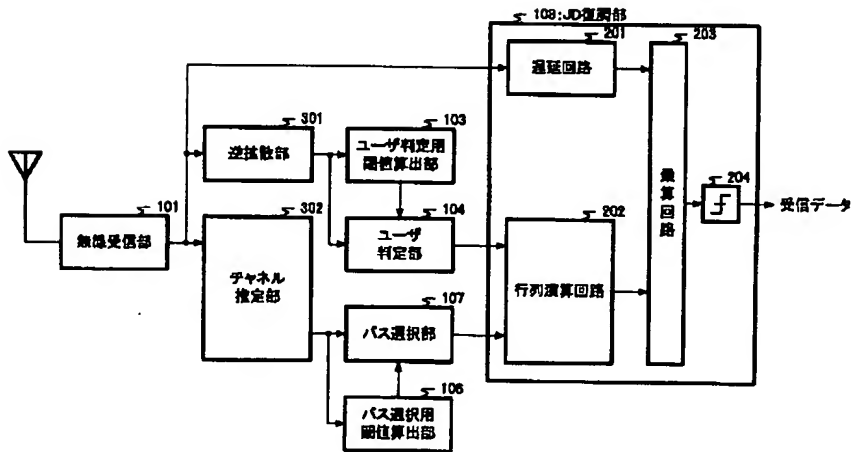 108:JD復調部
201
遅延回路
203
乗算回路
301
逆拡散部
103
ユーザ判定用
閾値算出部
204
受信データ
101
無線受信部
302
チャネル
推定部
104
ユーザ
判定部
202
行列演算回路
107
パス選択部
106
パス選択用
閾値算出部